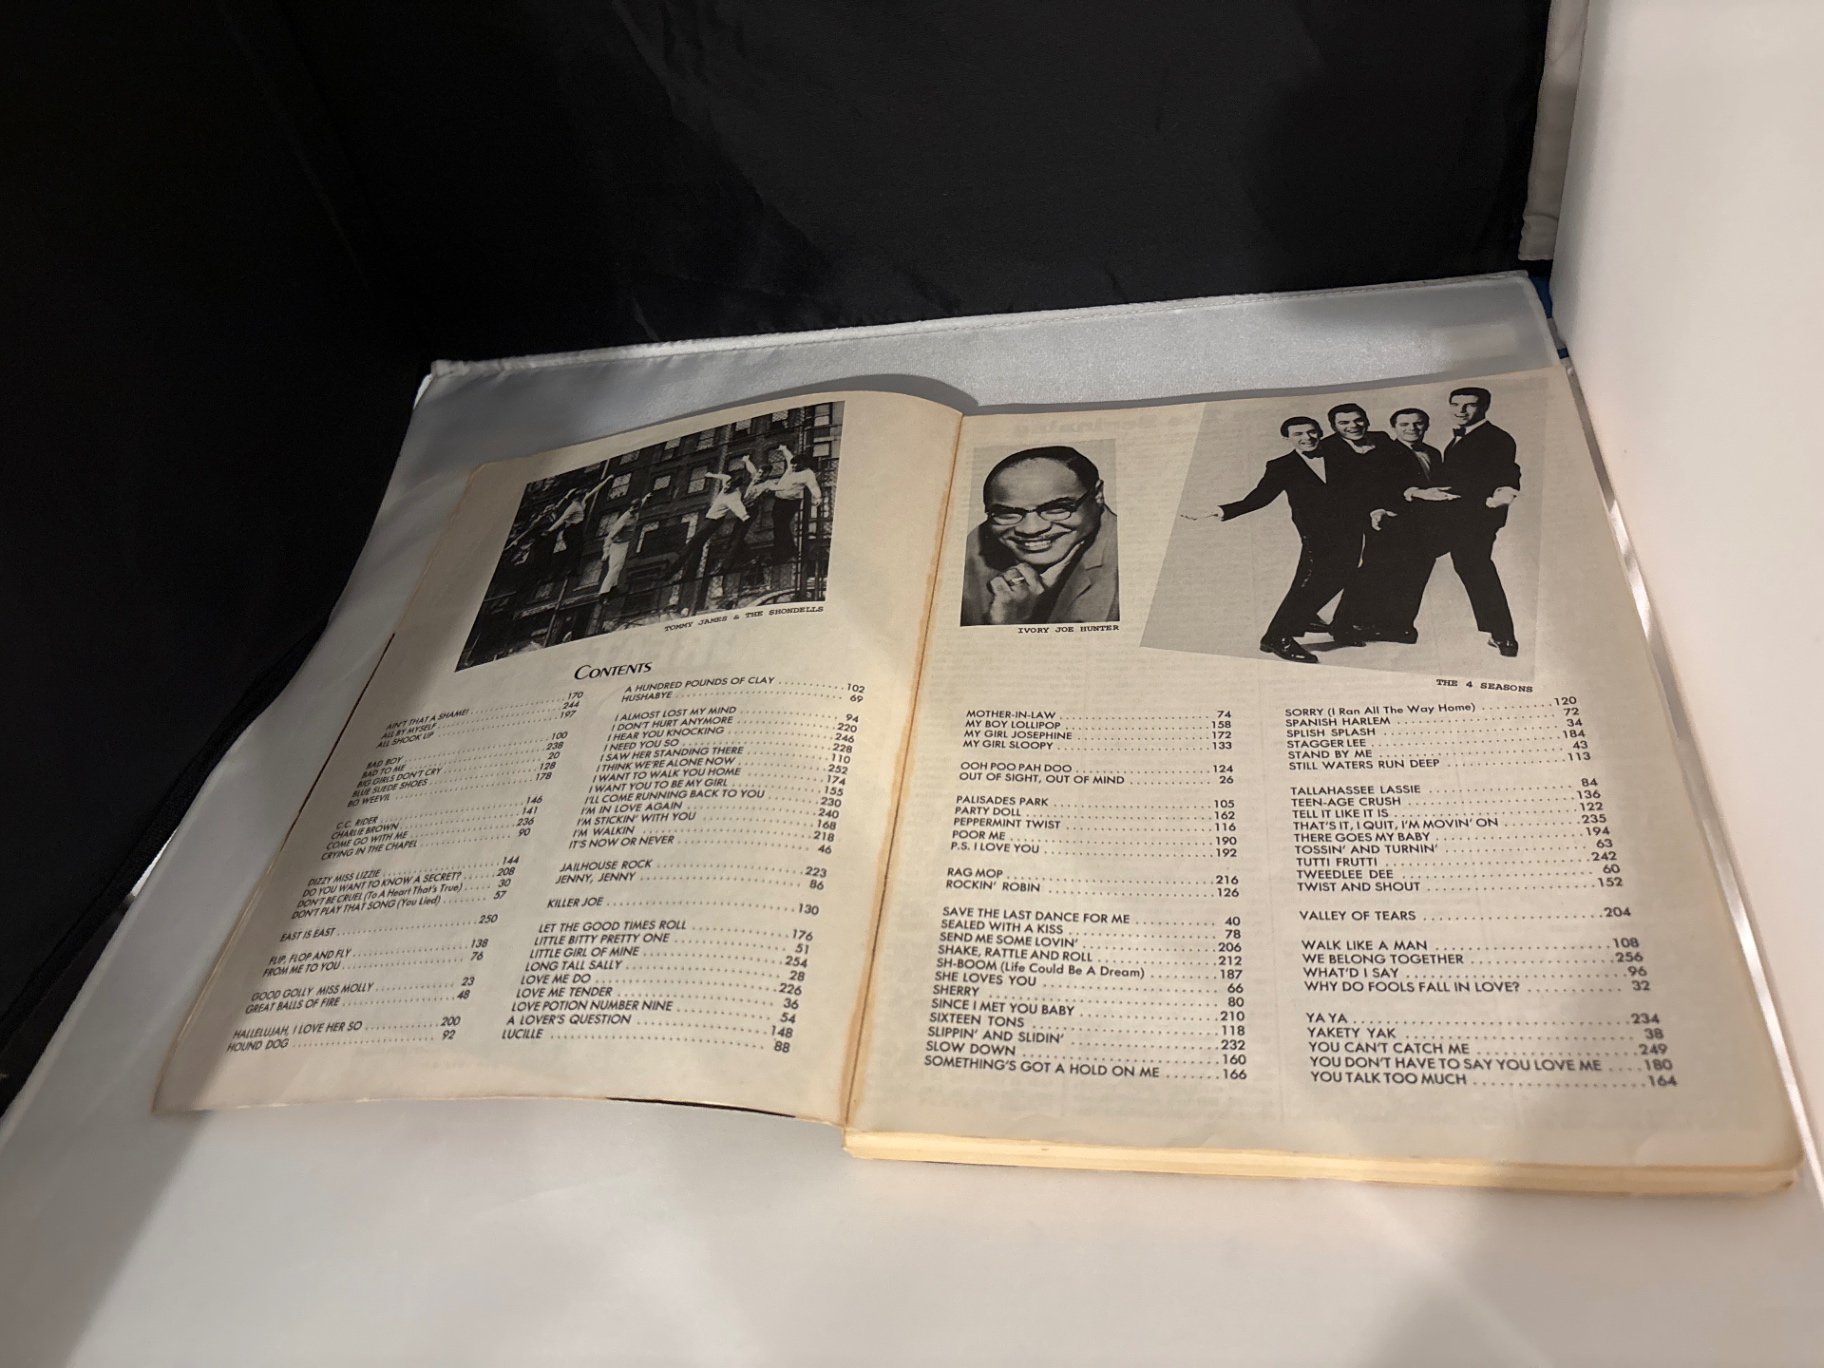 TOMMY JAMES & THE SHONDELLS
CONTENTS
AIN'T THAT A SHAME! 170
ALL BY MYSELF 244
ALL SHOOK UP 197
BAD BOY 100
BAD TO ME 238
BIG GIRLS DON'T CRY 20
BLUE SUEDE SHOES 128
BO WEEVIL 178
C.C. RIDER 146
CHARLIE BROWN 141
COME GO WITH ME 236
CRYING IN THE CHAPEL 90
DIZZY MISS LIZZIE 144
DO YOU WANT TO KNOW A SECRET? 208
DON'T BE CRUEL (To A Heart That's True) 30
DON'T PLAY THAT SONG (You Lied) 57
EAST IS EAST 250
FLIP, FLOP AND FLY 138
FROM ME TO YOU 76
GOOD GOLLY MISS MOLLY 23
GREAT BALLS OF FIRE 48
HALLELUJAH, I LOVE HER SO 200
HOUND DOG 92
A HUNDRED POUNDS OF CLAY 102
HUSHABYE 69
I ALMOST LOST MY MIND 94
I DON'T HURT ANYMORE 220
I HEAR YOU KNOCKING 246
I NEED YOU SO 228
I SAW HER STANDING THERE 110
I THINK WE'RE ALONE NOW 252
I WANT TO WALK YOU HOME 174
I WANT YOU TO BE MY GIRL 155
I'LL COME RUNNING BACK TO YOU 230
I'M IN LOVE AGAIN 240
I'M STICKIN' WITH YOU 168
I'M WALKIN 218
IT'S NOW OR NEVER 46
JAILHOUSE ROCK 223
JENNY, JENNY 86
KILLER JOE 130
LET THE GOOD TIMES ROLL 176
LITTLE BITTY PRETTY ONE 51
LITTLE GIRL OF MINE 254
LONG TALL SALLY 28
LOVE ME DO 226
LOVE ME TENDER 36
LOVE POTION NUMBER NINE 54
A LOVER'S QUESTION 148
LUCILLE 88
IVORY JOE HUNTER
THE 4 SEASONS
MOTHER-IN-LAW 74
MY BOY LOLLIPOP 158
MY GIRL JOSEPHINE 172
MY GIRL SLOOPY 133
OOH POO PAH DOO 124
OUT OF SIGHT, OUT OF MIND 26
PALISADES PARK 105
PARTY DOLL 162
PEPPERMINT TWIST 116
POOR ME 190
P.S. I LOVE YOU 192
RAG MOP 216
ROCKIN' ROBIN 126
SAVE THE LAST DANCE FOR ME 40
SEALED WITH A KISS 78
SEND ME SOME LOVIN' 206
SHAKE, RATTLE AND ROLL 212
SH-BOOM (Life Could Be A Dream) 187
SHE LOVES YOU 66
SHERRY 80
SINCE I MET YOU BABY 210
SIXTEEN TONS 118
SLIPPIN' AND SLIDIN' 232
SLOW DOWN 160
SOMETHING'S GOT A HOLD ON ME 166
SORRY (I Ran All The Way Home) 120
SPANISH HARLEM 72
SPLISH SPLASH 34
STAGGER LEE 184
STAND BY ME 43
STILL WATERS RUN DEEP 113
TALLAHASSEE LASSIE 84
TEEN-AGE CRUSH 136
TELL IT LIKE IT IS 122
THAT'S IT, I QUIT, I'M MOVIN' ON 235
THERE GOES MY BABY 194
TOSSIN' AND TURNIN' 63
TUTTI FRUTTI 242
TWEEDLEE DEE 60
TWIST AND SHOUT 152
VALLEY OF TEARS 204
WALK LIKE A MAN 108
WE BELONG TOGETHER 256
WHAT'D I SAY 96
WHY DO FOOLS FALL IN LOVE? 32
YA YA 234
YAKETY YAK 38
YOU CAN'T CATCH ME 249
YOU DON'T HAVE TO SAY YOU LOVE ME 180
YOU TALK TOO MUCH 164